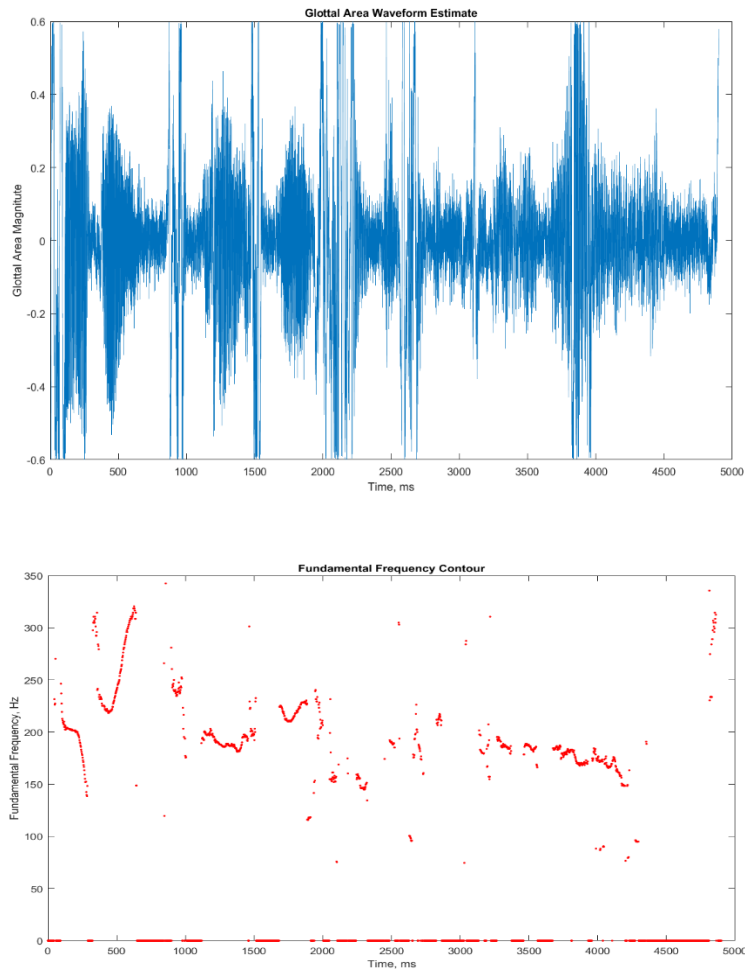 Glottal Area Waveform Estimate
0.6
0.4
0.2
0
-0.2
-0.4
-0.6
Glottal Area Magnitute
0 500 1000 1500 2000 2500 3000 3500 4000 4500 5000
Time, ms
Fundamental Frequency Contour
350
300
250
200
150
100
50
0
Fundamental Frequency, Hz
0 500 1000 1500 2000 2500 3000 3500 4000 4500 5000
Time, ms